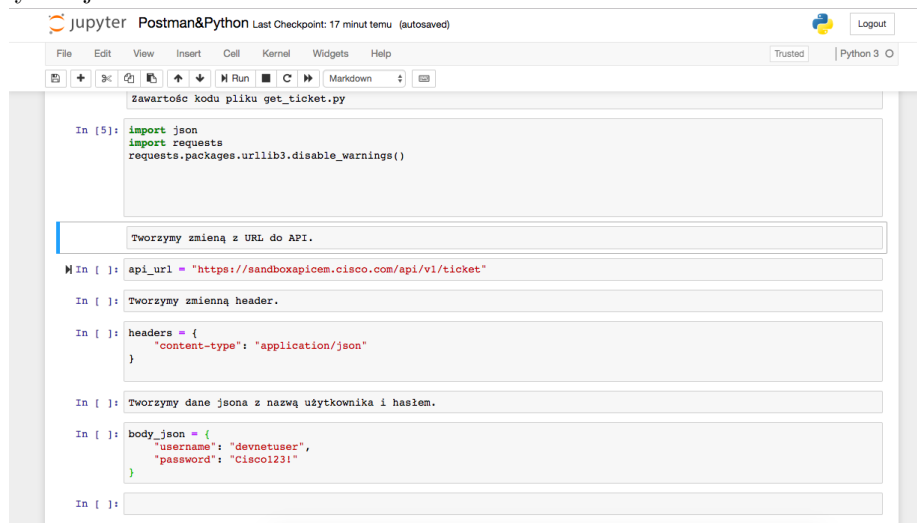 jupyter Postman&Python Last Checkpoint: 17 minut temu (autosaved)
Logout
File Edit View Insert Cell Kernel Widgets Help
Trusted
Python 3
Run
Markdown
Zawartośc kodu pliku get_ticket.py
In [5]: import json
import requests
requests.packages.urllib3.disable_warnings()
Tworzymy zmieną z URL do API.
In [ ]: api_url = "https://sandboxapicem.cisco.com/api/v1/ticket"
In [ ]: Tworzymy zmienną header.
In [ ]: headers = {
"content-type": "application/json"
}
In [ ]: Tworzymy dane jsona z nazwą użytkownika i hasłem.
In [ ]: body_json = {
"username": "devnetuser",
"password": "Cisco123!"
}
In [ ]: